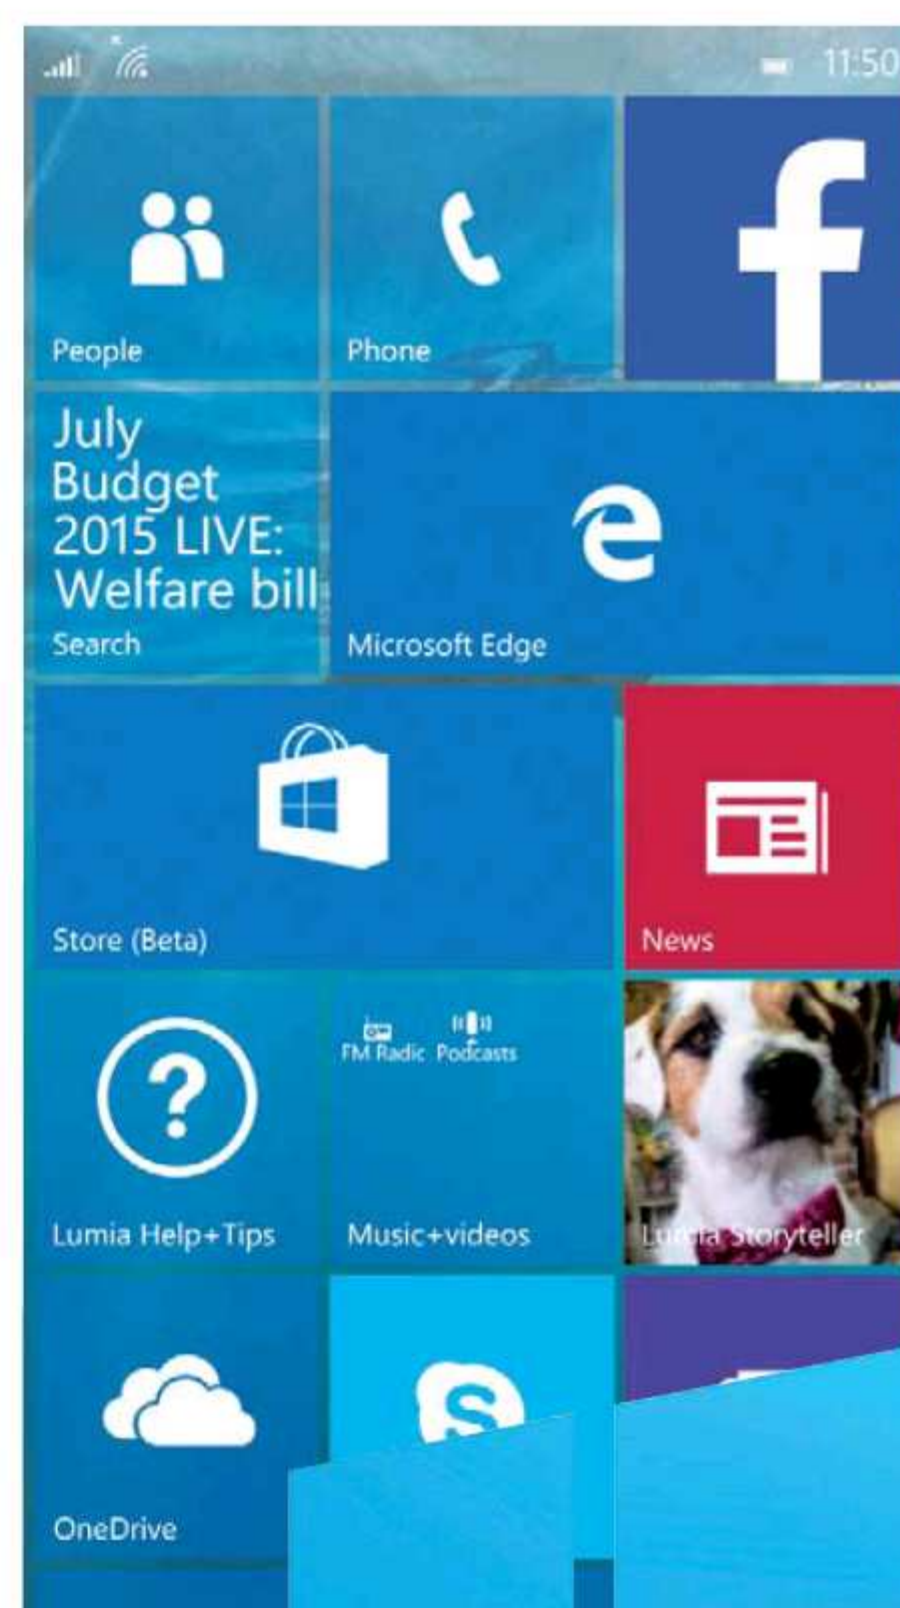 11:50
People
Phone
July
Budget
2015 LIVE:
Welfare bill
Search
Microsoft Edge
Store (Beta)
News
FM Radio Podcasts
Lumia Help+Tips
Music+videos
Lumia Storyteller
OneDrive